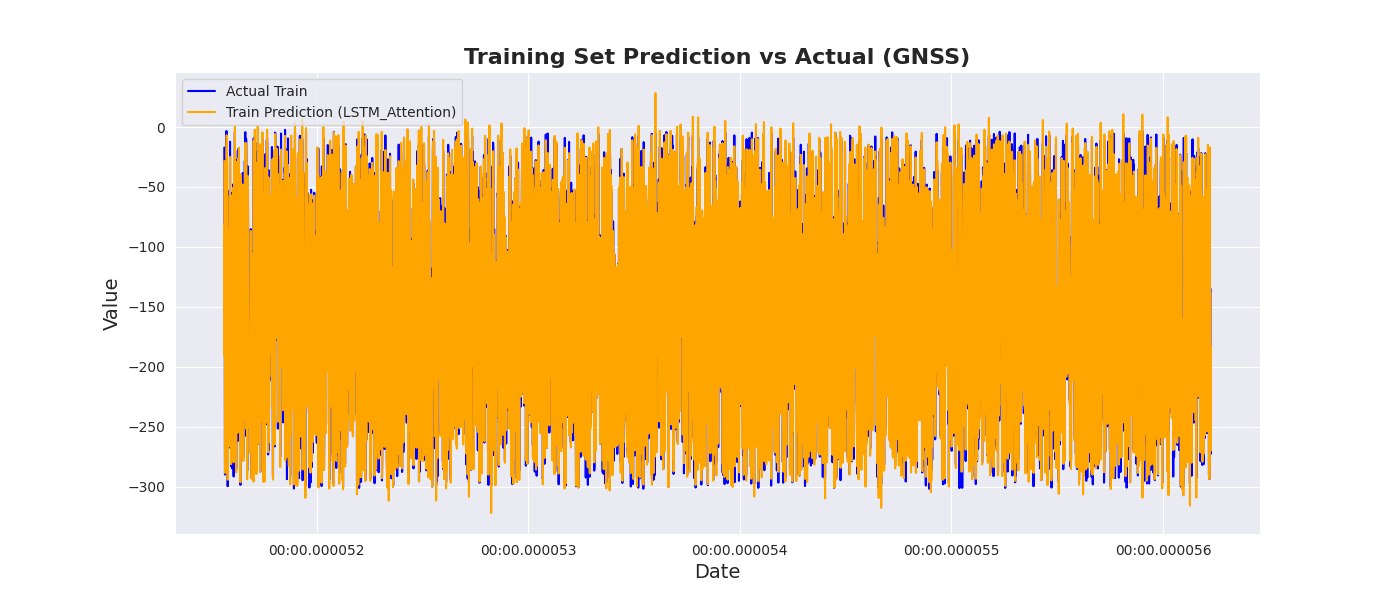 Training Set Prediction vs Actual (GNSS)
Actual Train
Train Prediction (LSTM_Attention)
Value
0
−50
−100
−150
−200
−250
−300
00:00.000052
00:00.000053
00:00.000054
00:00.000055
00:00.000056
Date